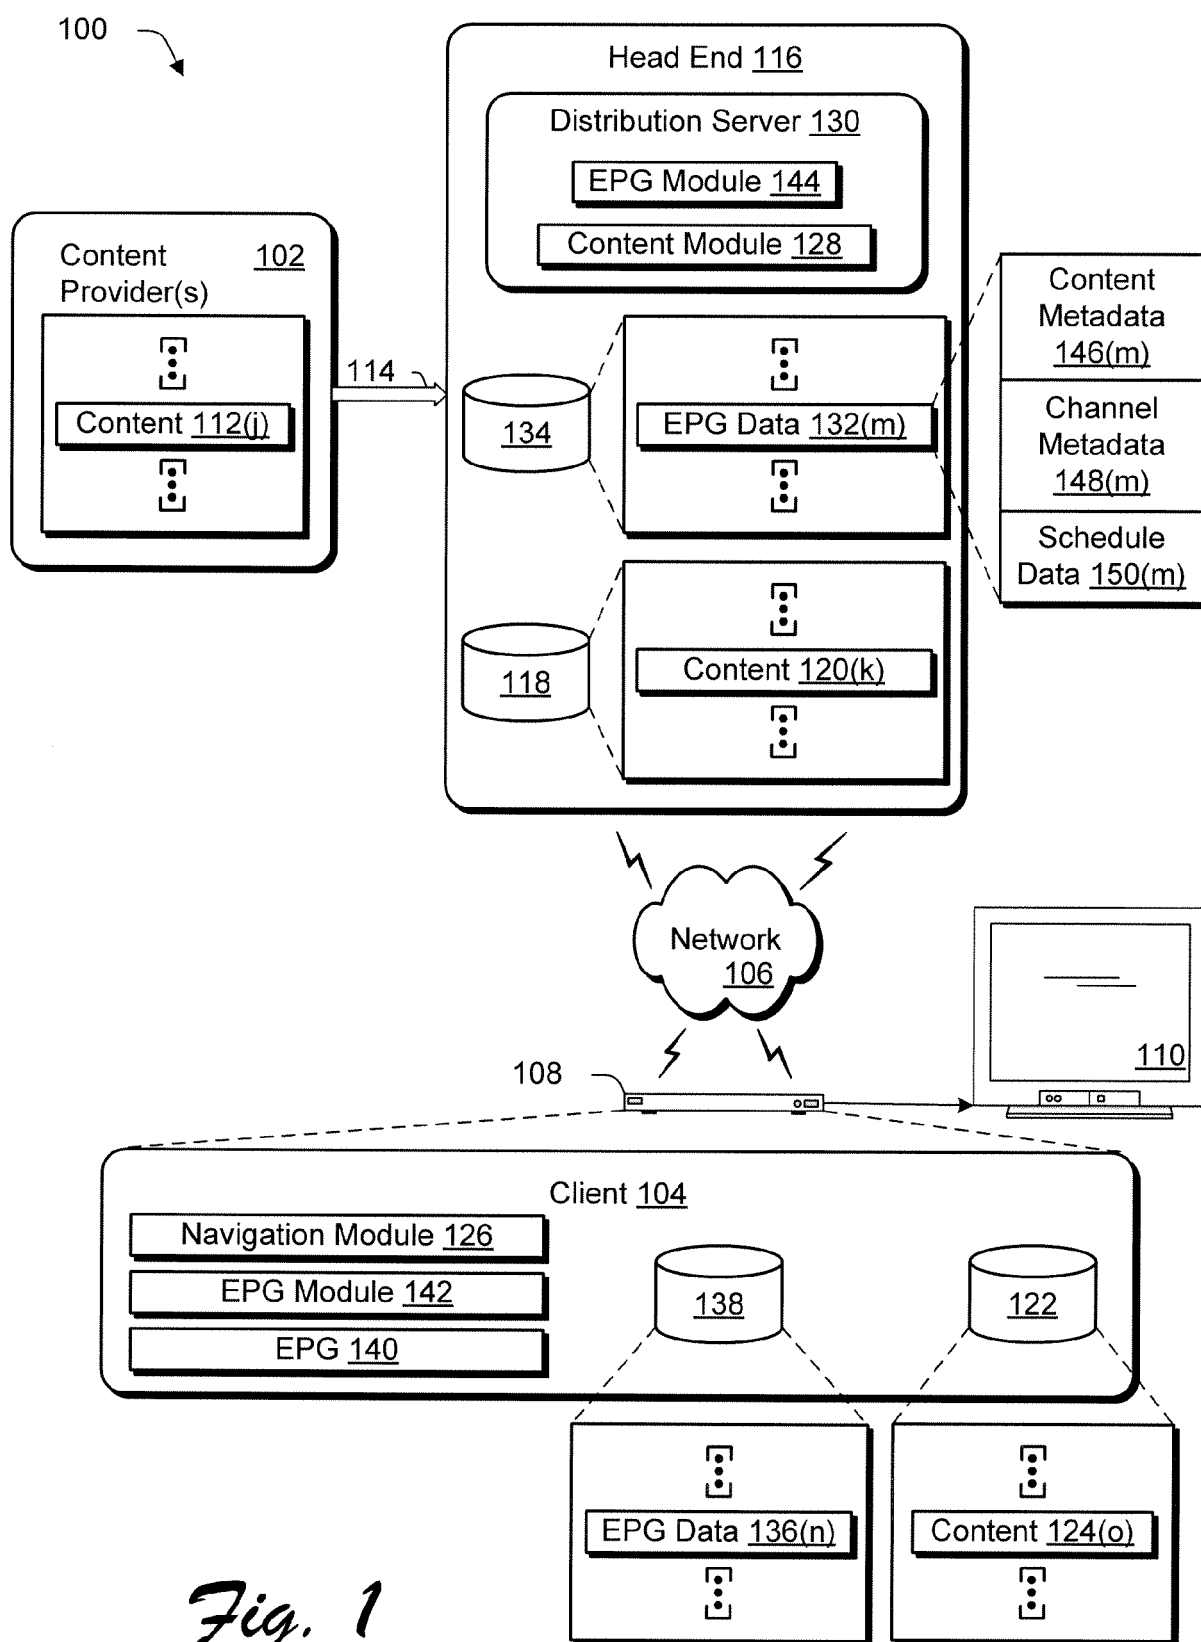 100
Head End 116
Distribution Server 130
EPG Module 144
Content Module 128
Content 102
Provider(s)
Content 112(j)
114
134
EPG Data 132(m)
Content
Metadata
146(m)
Channel
Metadata
148(m)
Schedule
Data 150(m)
118
Content 120(k)
Network
106
108
110
Client 104
Navigation Module 126
EPG Module 142
EPG 140
138
122
EPG Data 136(n)
Content 124(o)
Fig. 1